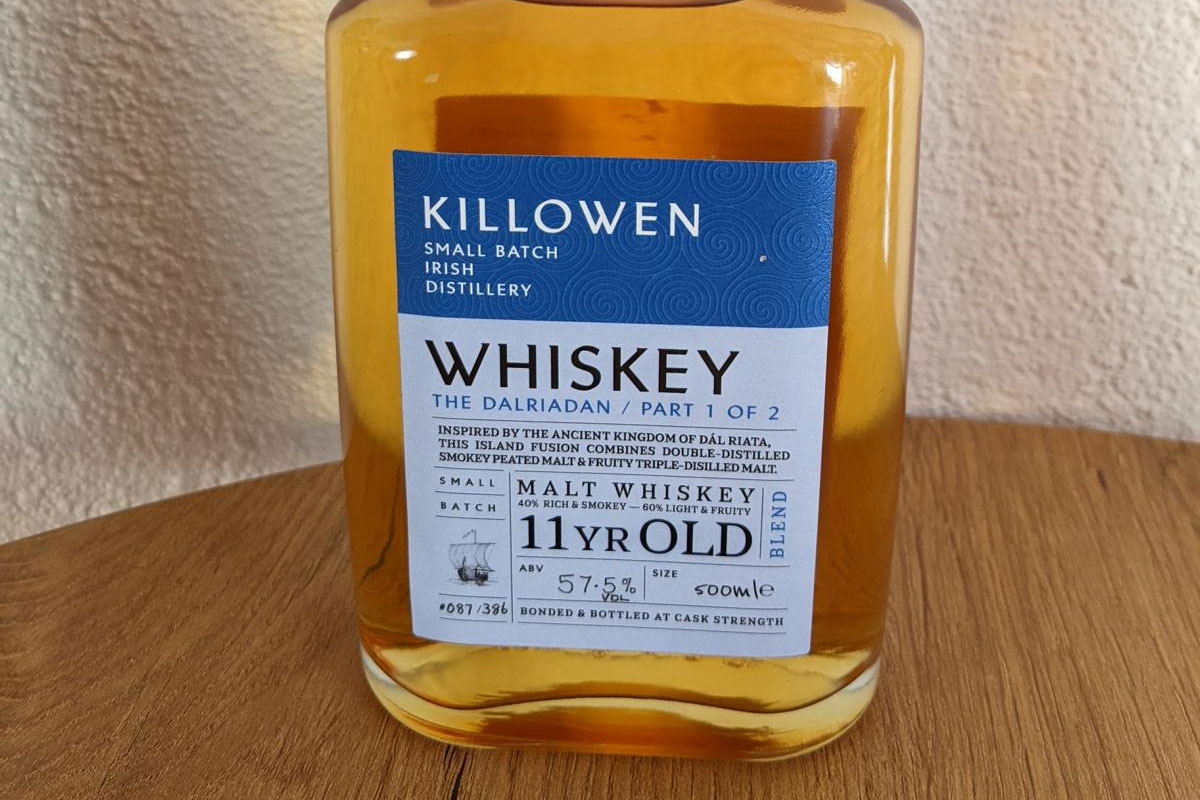 KILLOWEN
SMALL BATCH
IRISH
DISTILLERY
WHISKEY
THE DALRIADAN / PART 1 OF 2
INSPIRED BY THE ANCIENT KINGDOM OF DÁL RIATA,
THIS ISLAND FUSION COMBINES DOUBLE-DISTILLED
SMOKEY PEATED MALT & FRUITY TRIPLE-DISILLED MALT.
SMALL
BATCH
#087/386
MALT WHISKEY
40% RICH & SMOKEY — 60% LIGHT & FRUITY
11YR OLD
BLEND
ABV
57.5%
VOL
SIZE
500ml℮
BONDED & BOTTLED AT CASK STRENGTH